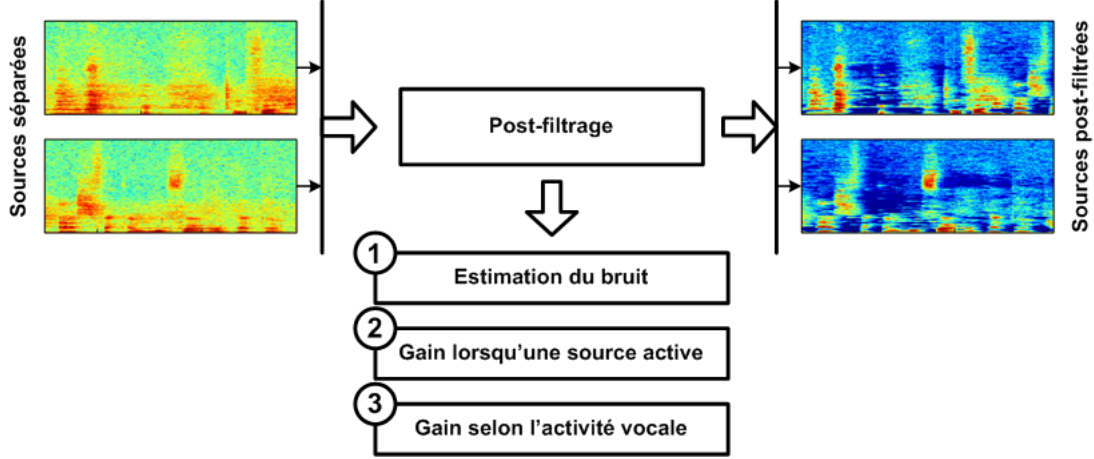 Sources séparées
Post-filtrage
Sources post-filtrées
1
Estimation du bruit
2
Gain lorsqu'une source active
3
Gain selon l'activité vocale